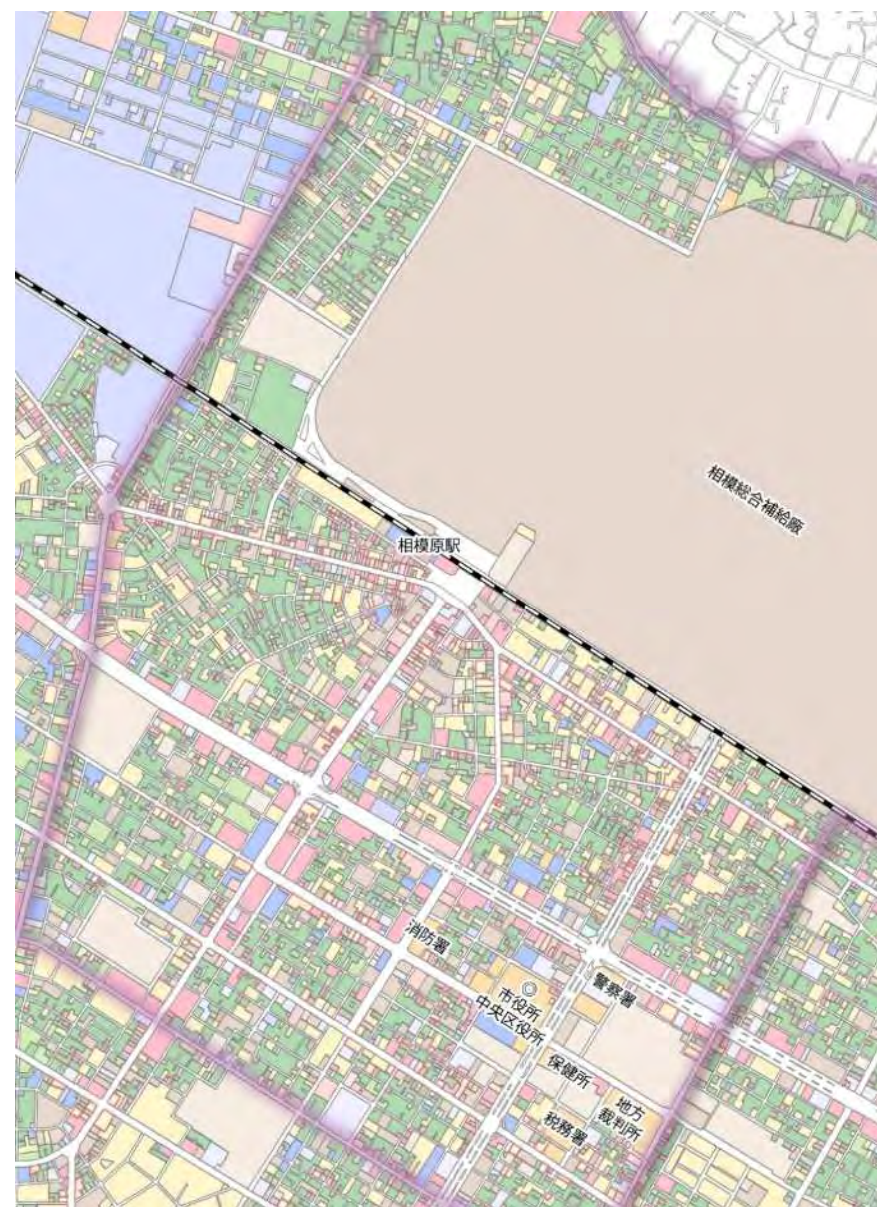 相模総合補給廠
相模原駅
消防署
市役所
中央区役所
警察署
保健所
地方
裁判所
税務署